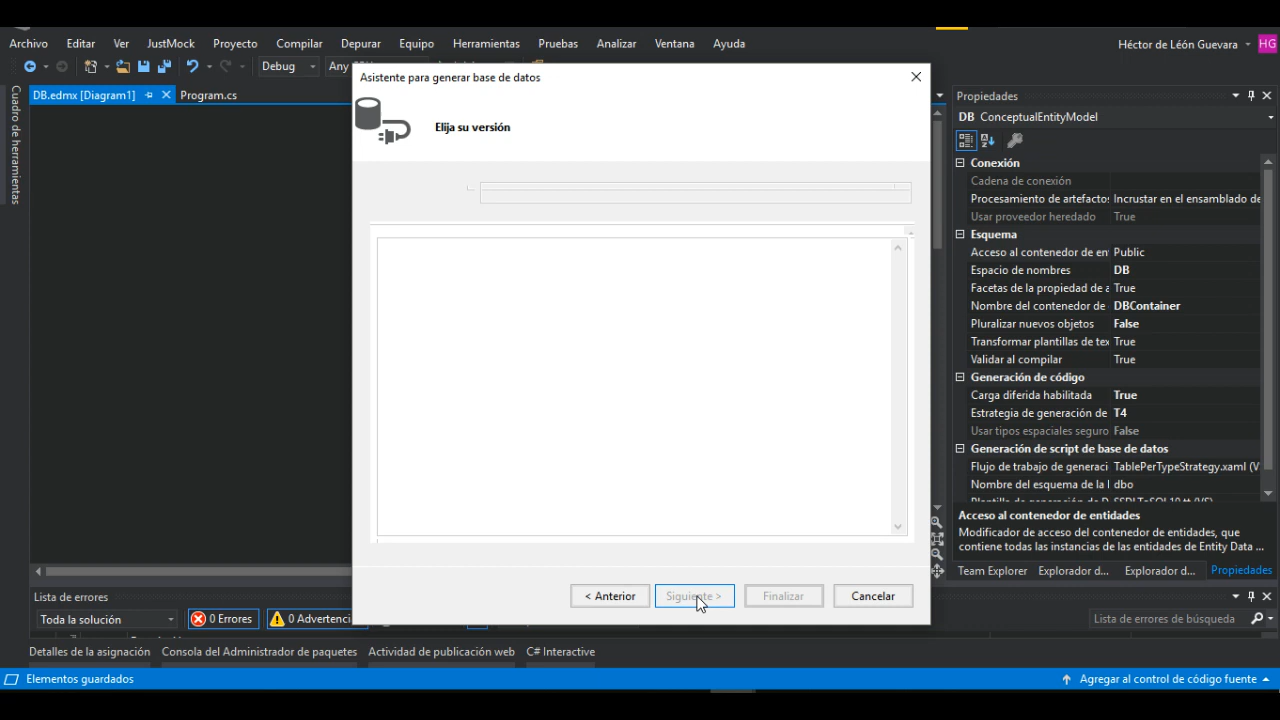 Archivo Editar Ver JustMock Proyecto Compilar Depurar Equipo Herramientas Pruebas Analizar Ventana Ayuda Héctor de Léón Guevara HG
Debug Any
Asistente para generar base de datos
Cuadro de herramientas
DB.edmx [Diagram1] Program.cs
Elija su versión
Propiedades
DB ConceptualEntityModel
Conexión
Cadena de conexión
Procesamiento de artefactos Incrustar en el ensamblado de
Usar proveedor heredado True
Esquema
Acceso al contenedor de en Public
Espacio de nombres DB
Facetas de la propiedad de a True
Nombre del contenedor de DBContainer
Pluralizar nuevos objetos False
Transformar plantillas de tex True
Validar al compilar True
Generación de código
Carga diferida habilitada True
Estrategia de generación de T4
Usar tipos espaciales seguro False
Generación de script de base de datos
Flujo de trabajo de generaci TablePerTypeStrategy.xaml (V
Nombre del esquema de la l dbo
Acceso al contenedor de entidades
Modificador de acceso del contenedor de entidades, que
contiene todas las instancias de las entidades de Entity Data ...
Team Explorer Explorador d... Explorador d... Propiedades
< Anterior Siguiente > Finalizar Cancelar
Lista de errores
Toda la solución 0 Errores 0 Advertenci
Lista de errores de búsqueda
Detalles de la asignación Consola del Administrador de paquetes Actividad de publicación web C# Interactive
Elementos guardados Agregar al control de código fuente